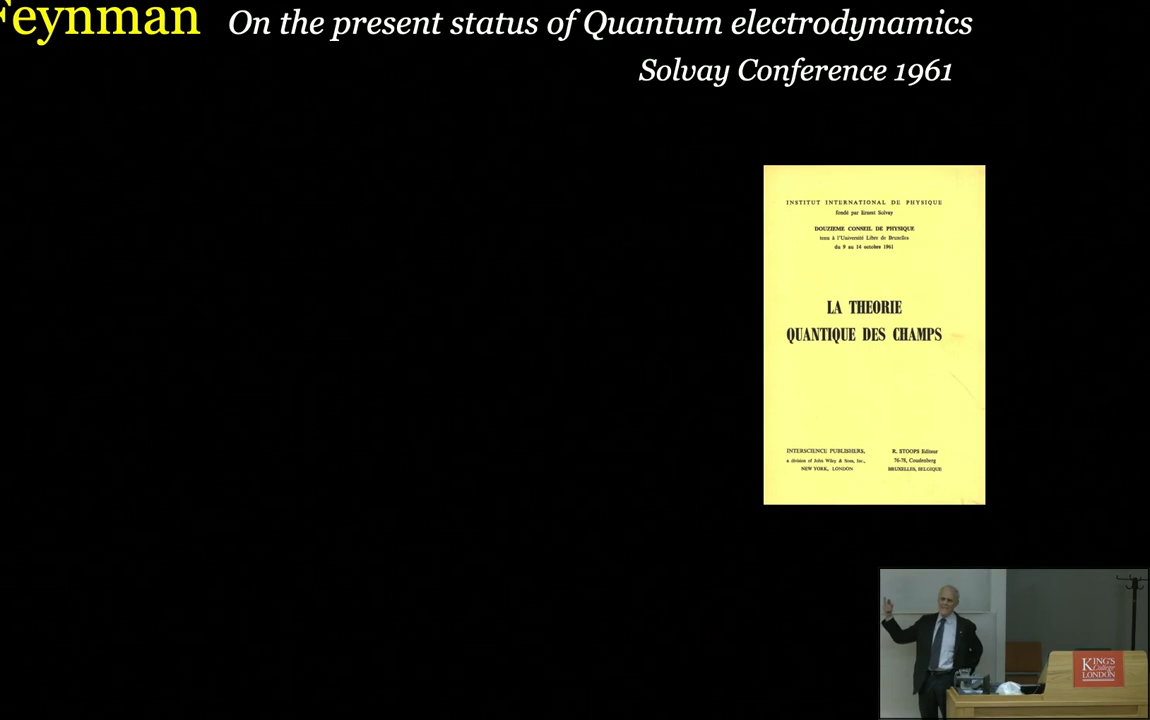 Feynman On the present status of Quantum electrodynamics
Solvay Conference 1961
INSTITUT INTERNATIONAL DE PHYSIQUE
fondé par Ernest Solvay
DOUZIEME CONSEIL DE PHYSIQUE
tenu à l'Université Libre de Bruxelles
du 9 au 14 octobre 1961
LA THEORIE
QUANTIQUE DES CHAMPS
INTERSCIENCE PUBLISHERS,
a division of John Wiley & Sons, Inc.,
NEW YORK, LONDON
R. STOOPS Editeur
76-78, Coudenberg
BRUXELLES, BELGIQUE
KING'S
College
LONDON